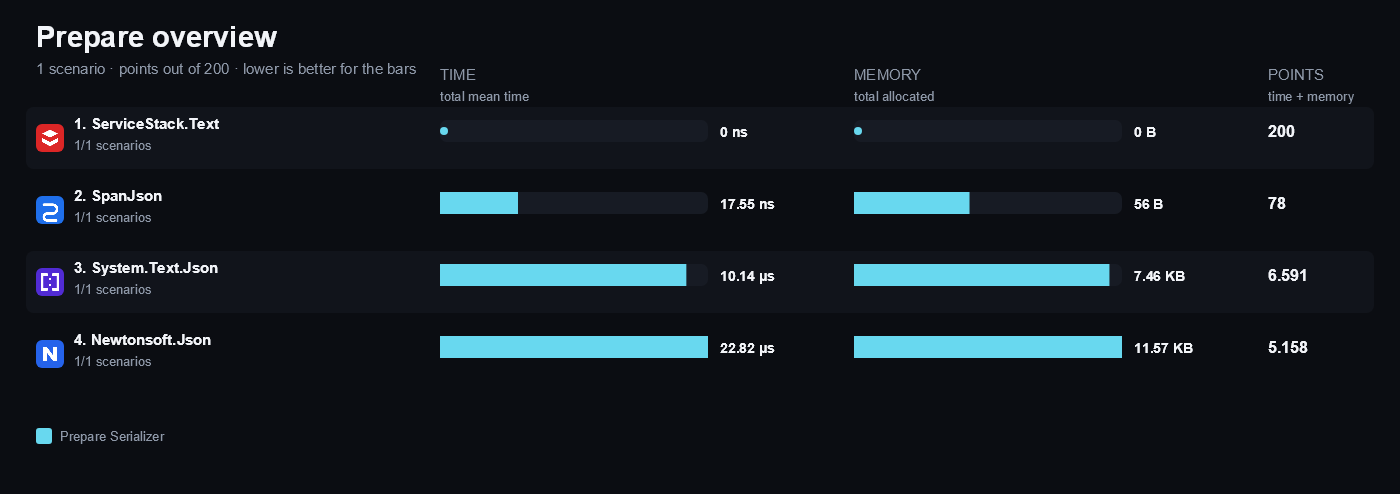 Prepare overview
1 scenario · points out of 200 · lower is better for the bars
TIME
total mean time
MEMORY
total allocated
POINTS
time + memory
1. ServiceStack.Text
1/1 scenarios
0 ns
0 B
200
2. SpanJson
1/1 scenarios
17.55 ns
56 B
78
3. System.Text.Json
1/1 scenarios
10.14 µs
7.46 KB
6.591
N
4. Newtonsoft.Json
1/1 scenarios
22.82 µs
11.57 KB
5.158
Prepare Serializer